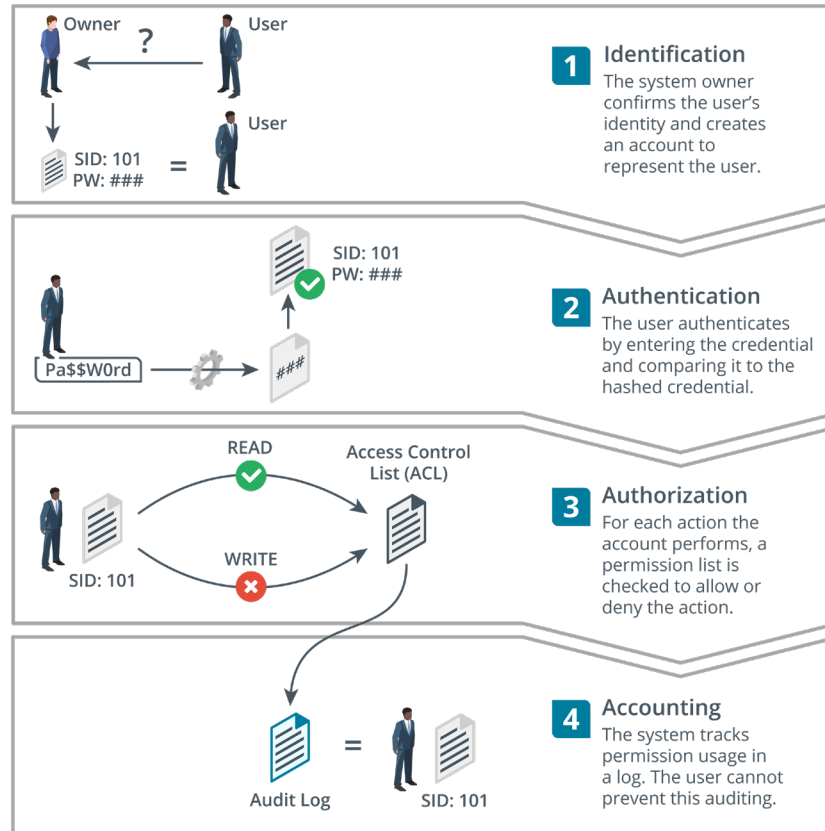 Owner
User
?
User
SID: 101
PW: ###
=
1
Identification
The system owner
confirms the user’s
identity and creates
an account to
represent the user.
SID: 101
PW: ###
Pa$$W0rd
###
2
Authentication
The user authenticates
by entering the credential
and comparing it to the
hashed credential.
READ
Access Control
List (ACL)
WRITE
SID: 101
3
Authorization
For each action the
account performs, a
permission list is
checked to allow or
deny the action.
Audit Log
=
SID: 101
4
Accounting
The system tracks
permission usage in
a log. The user cannot
prevent this auditing.